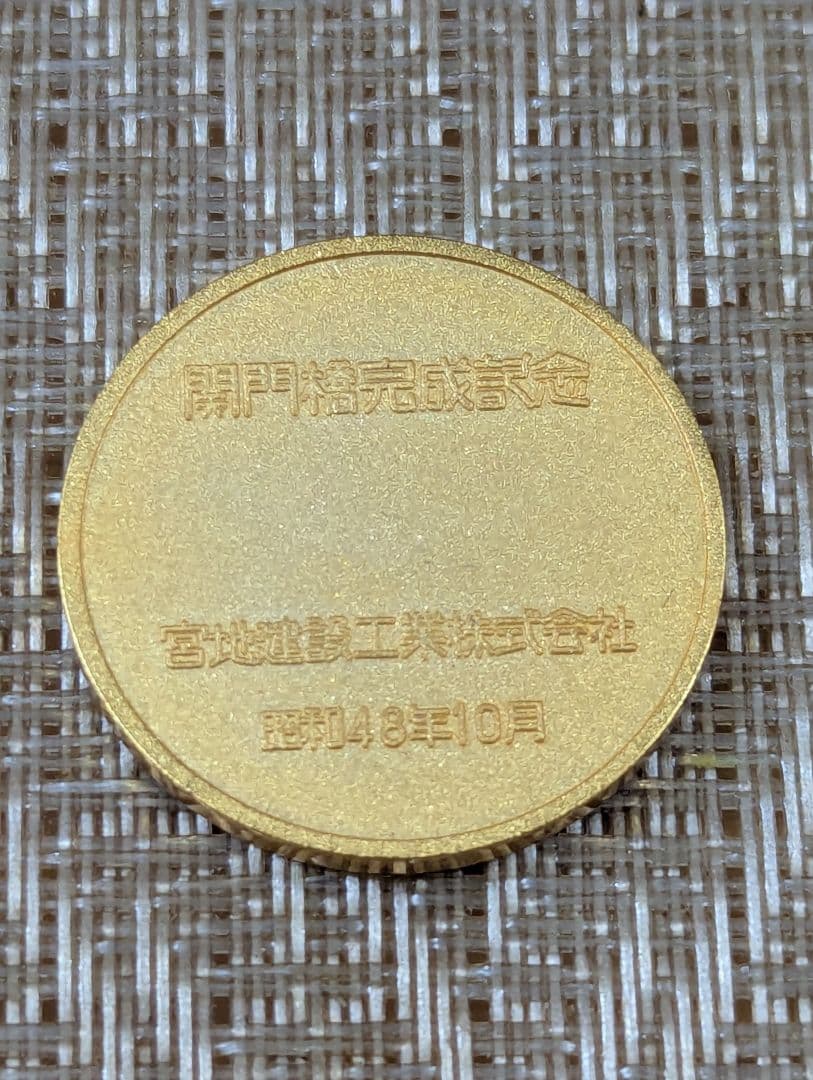 関門橋完成記念
宮地建設工業株式会社
昭和48年10月